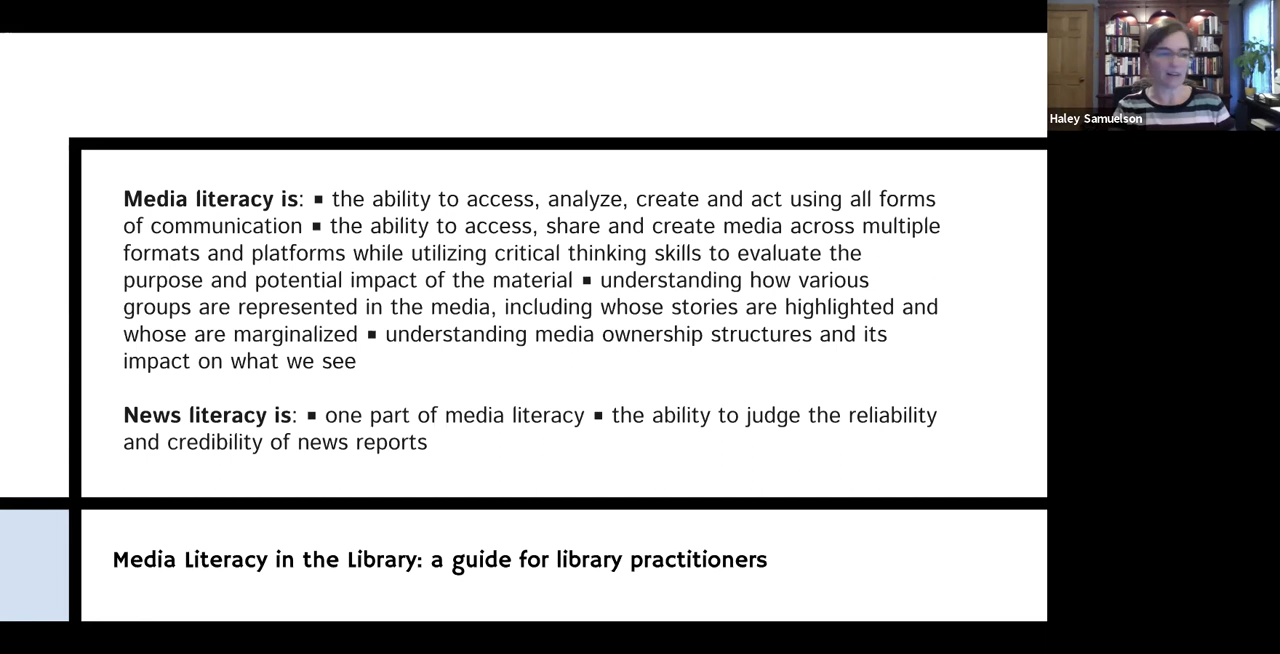 Haley Samuelson
Media literacy is: ▪ the ability to access, analyze, create and act using all forms
of communication ▪ the ability to access, share and create media across multiple
formats and platforms while utilizing critical thinking skills to evaluate the
purpose and potential impact of the material ▪ understanding how various
groups are represented in the media, including whose stories are highlighted and
whose are marginalized ▪ understanding media ownership structures and its
impact on what we see
News literacy is: ▪ one part of media literacy ▪ the ability to judge the reliability
and credibility of news reports
Media Literacy in the Library: a guide for library practitioners